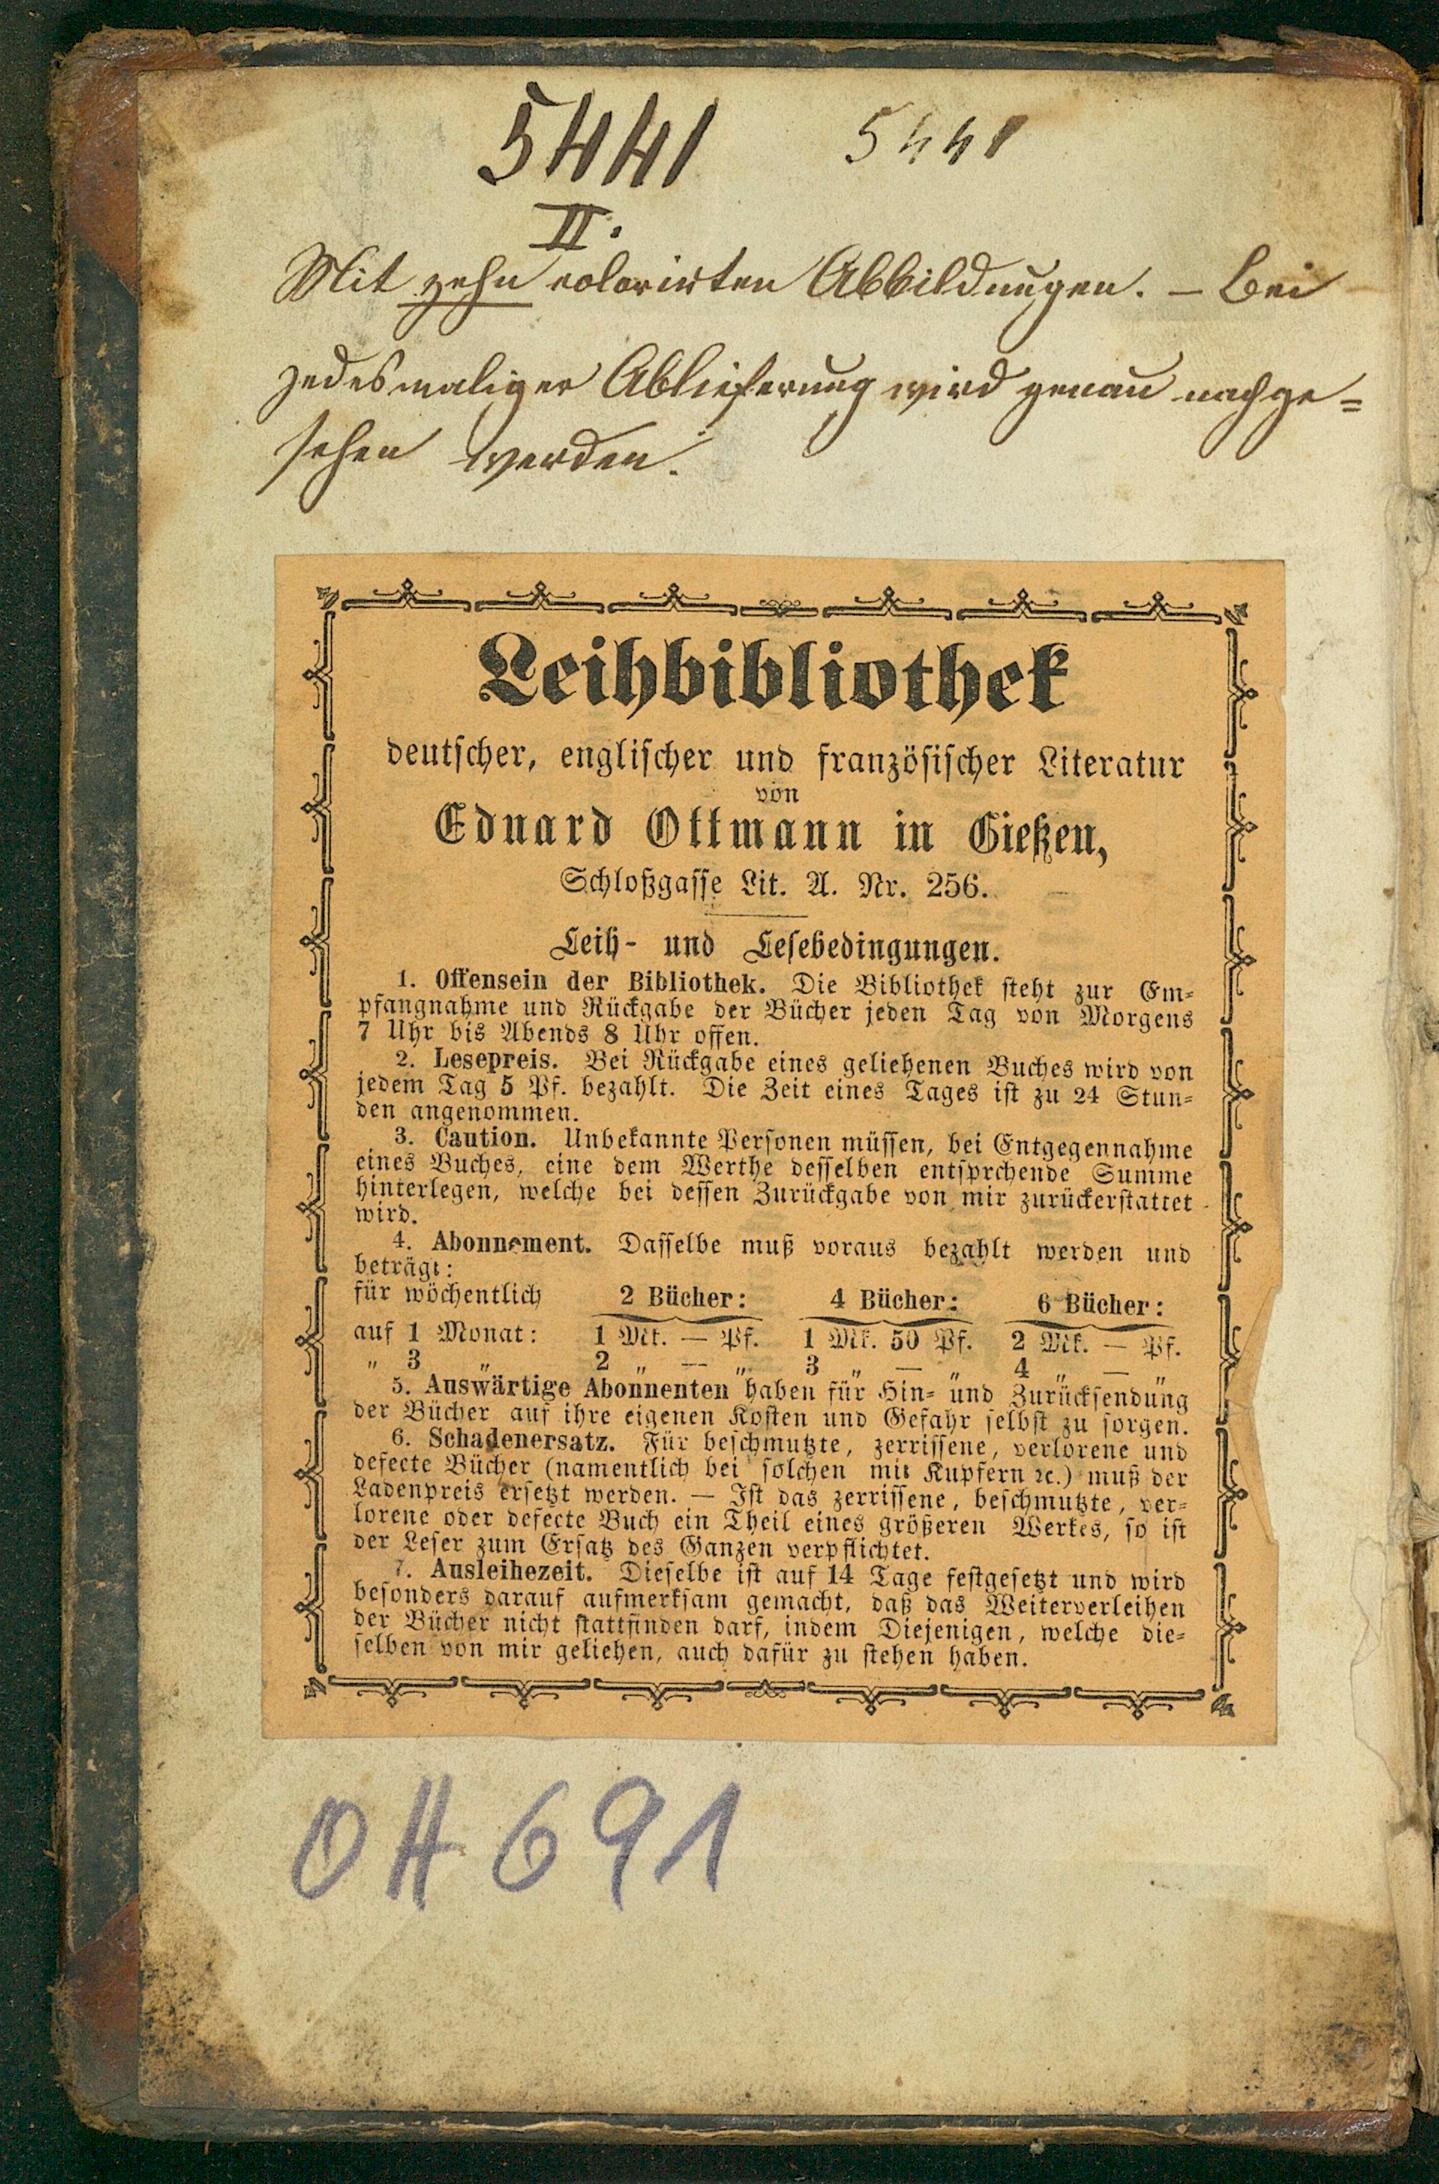 5441 5441
II.
Mit zehn colorirten Abbildungen. – Bei
jedesmaliger Ablieferung wird genau nachge=
sehen werden.
Leihbibliothek
deutscher, englischer und französischer Literatur
von
Eduard Ottmann in Gießen,
Schloßgasse Lit. A. Nr. 256.
Leih- und Lesebedingungen.
1. Offensein der Bibliothek. Die Bibliothek steht zur Em-
pfangnahme und Rückgabe der Bücher jeden Tag von Morgens
7 Uhr bis Abends 8 Uhr offen.
2. Lesepreis. Bei Rückgabe eines geliehenen Buches wird von
jedem Tag 5 Pf. bezahlt. Die Zeit eines Tages ist zu 24 Stun-
den angenommen.
3. Caution. Unbekannte Personen müssen, bei Entgegennahme
eines Buches, eine dem Werthe desselben entsprchende Summe
hinterlegen, welche bei dessen Zurückgabe von mir zurückerstattet
wird.
4. Abonnement. Dasselbe muß voraus bezahlt werden und
beträgt:
für wöchentlich 2 Bücher: 4 Bücher: 6 Bücher:
auf 1 Monat: 1 Mk. — Pf. 1 Mk. 50 Pf. 2 Mk. — Pf.
„ 3 „ 2 „ — „ 3 „ — „ 4 „ — „
5. Auswärtige Abonnenten haben für Hin- und Zurücksendung
der Bücher auf ihre eigenen Kosten und Gefahr selbst zu sorgen.
6. Schadenersatz. Für beschmutzte, zerrissene, verlorene und
defecte Bücher (namentlich bei solchen mit Kupfern ꝛc.) muß der
Ladenpreis ersetzt werden. — Ist das zerrissene, beschmutzte, ver-
lorene oder defecte Buch ein Theil eines größeren Werkes, so ist
der Leser zum Ersatz des Ganzen verpflichtet.
7. Ausleihezeit. Dieselbe ist auf 14 Tage festgesetzt und wird
besonders darauf aufmerksam gemacht, daß das Weiterverleihen
der Bücher nicht stattfinden darf, indem Diejenigen, welche die-
selben von mir geliehen, auch dafür zu stehen haben.
OH 691